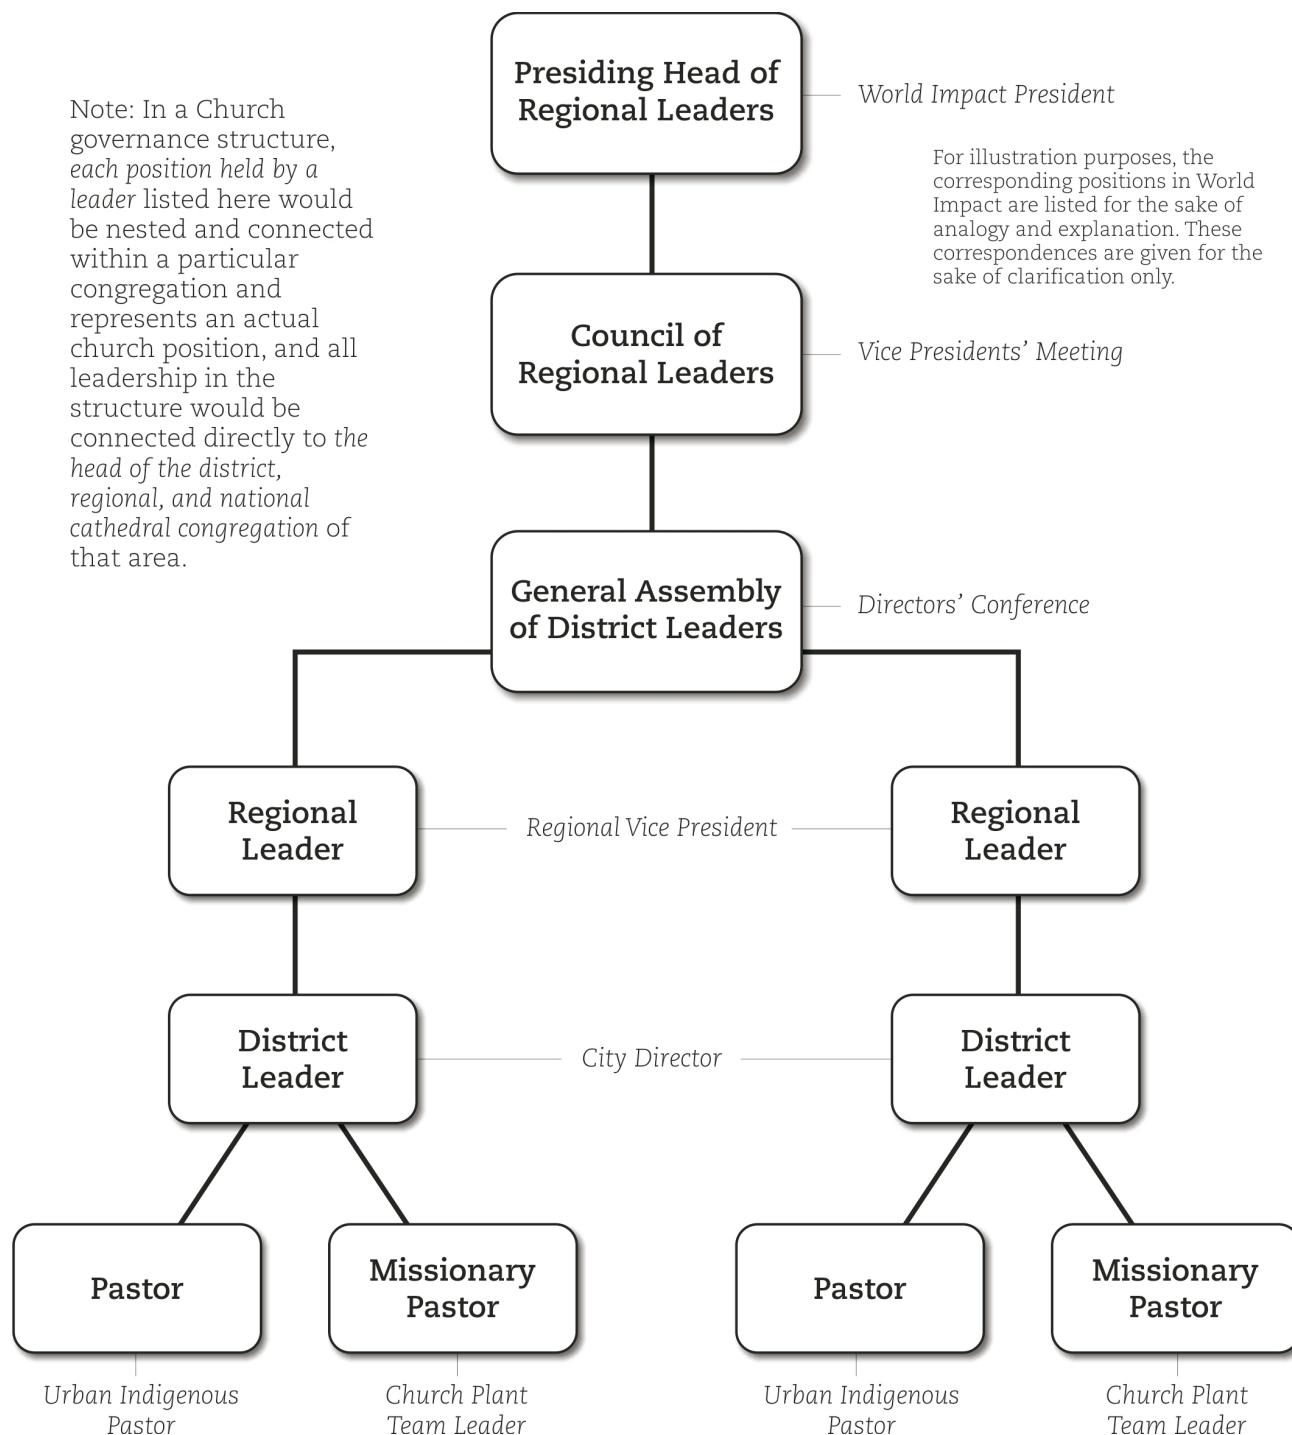 Presiding Head of
Regional Leaders
World Impact President
Note: In a Church
governance structure,
each position held by a
leader listed here would
be nested and connected
within a particular
congregation and
represents an actual
church position, and all
leadership in the
structure would be
connected directly to the
head of the district,
regional, and national
cathedral congregation of
that area.
For illustration purposes, the
corresponding positions in World
Impact are listed for the sake of
analogy and explanation. These
correspondences are given for the
sake of clarification only.
Council of
Regional Leaders
Vice Presidents’ Meeting
General Assembly
of District Leaders
Directors’ Conference
Regional
Leader
Regional Vice President
Regional
Leader
District
Leader
City Director
District
Leader
Pastor
Missionary
Pastor
Pastor
Missionary
Pastor
Urban Indigenous
Pastor
Church Plant
Team Leader
Urban Indigenous
Pastor
Church Plant
Team Leader